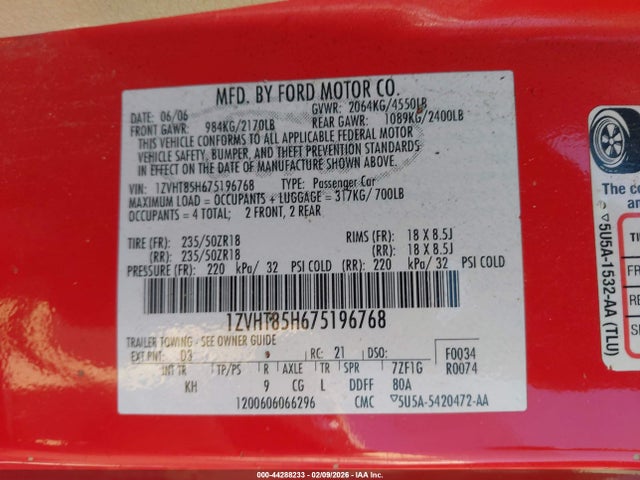 MFD. BY FORD MOTOR CO.
DATE: 06/06 GVWR: 2064KG/4550LB
FRONT GAWR: 984KG/2170LB REAR GAWR: 1089KG/2400LB
THIS VEHICLE CONFORMS TO ALL APPLICABLE FEDERAL MOTOR
VEHICLE SAFETY, BUMPER, AND THEFT PREVENTION STANDARDS
IN EFFECT ON THE DATE OF MANUFACTURE SHOWN ABOVE.
VIN: 1ZVHT85H675196768 TYPE: Passenger Car
MAXIMUM LOAD = OCCUPANTS + LUGGAGE = 317KG/ 700LB
OCCUPANTS = 4 TOTAL; 2 FRONT, 2 REAR
TIRE (FR): 235/50ZR18 RIMS (FR): 18 X 8.5J
(RR): 235/50ZR18 (RR): 18 X 8.5J
PRESSURE (FR): 220 kPa/ 32 PSI COLD (RR): 220 kPa/ 32 PSI COLD
1ZVHT85H675196768
TRAILER TOWING - SEE OWNER GUIDE
EXT PNT: D3 RC: 21 DSO: F0034
INT TR TP/PS R AXLE TR SPR 7ZF1G R0074
KH 9 CG L DDFF 80A
1200606066296 CMC ▽5U5A-5420472-AA
The co
an
▽5U5A-1532-AA (TLU)
TI
FR
RE
S
000-44288233 - 02/09/2026 - IAA Inc.